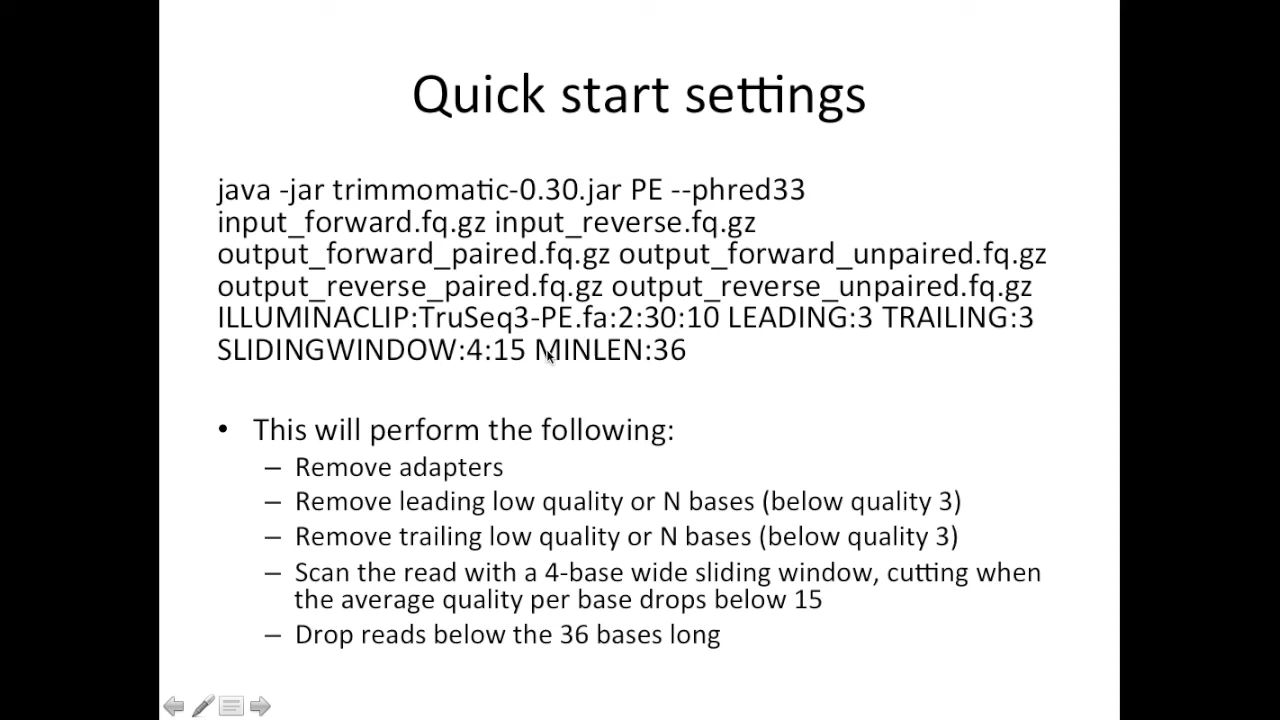 Quick start settings
java -jar trimmomatic-0.30.jar PE --phred33
input_forward.fq.gz input_reverse.fq.gz
output_forward_paired.fq.gz output_forward_unpaired.fq.gz
output_reverse_paired.fq.gz output_reverse_unpaired.fq.gz
ILLUMINACLIP:TruSeq3-PE.fa:2:30:10 LEADING:3 TRAILING:3
SLIDINGWINDOW:4:15 MINLEN:36
• This will perform the following:
– Remove adapters
– Remove leading low quality or N bases (below quality 3)
– Remove trailing low quality or N bases (below quality 3)
– Scan the read with a 4-base wide sliding window, cutting when
the average quality per base drops below 15
– Drop reads below the 36 bases long